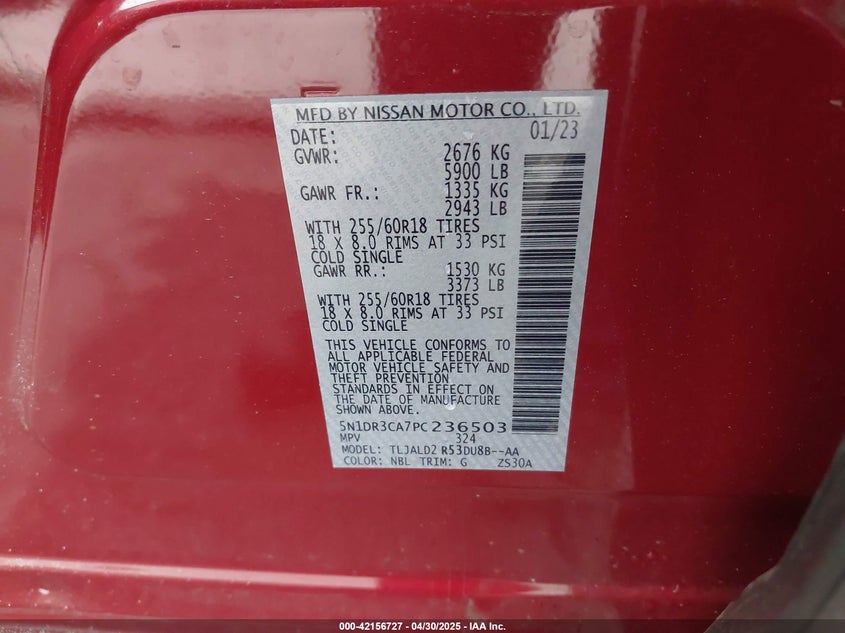 MFD BY NISSAN MOTOR CO., LTD.
DATE: 01/23
GVWR: 2676 KG
5900 LB
GAWR FR.: 1335 KG
2943 LB
WITH 255/60R18 TIRES
18 X 8.0 RIMS AT 33 PSI
COLD SINGLE
GAWR RR.: 1530 KG
3373 LB
WITH 255/60R18 TIRES
18 X 8.0 RIMS AT 33 PSI
COLD SINGLE
THIS VEHICLE CONFORMS TO
ALL APPLICABLE FEDERAL
MOTOR VEHICLE SAFETY AND
THEFT PREVENTION
STANDARDS IN EFFECT ON
THE DATE OF MANUFACTURE
SHOWN ABOVE.
5N1DR3CA7PC236503
MPV 324
MODEL: TLJALD2 R53DU8B--AA
COLOR: NBL TRIM: G ZS30A
000-42156727 - 04/30/2025 - IAA Inc.